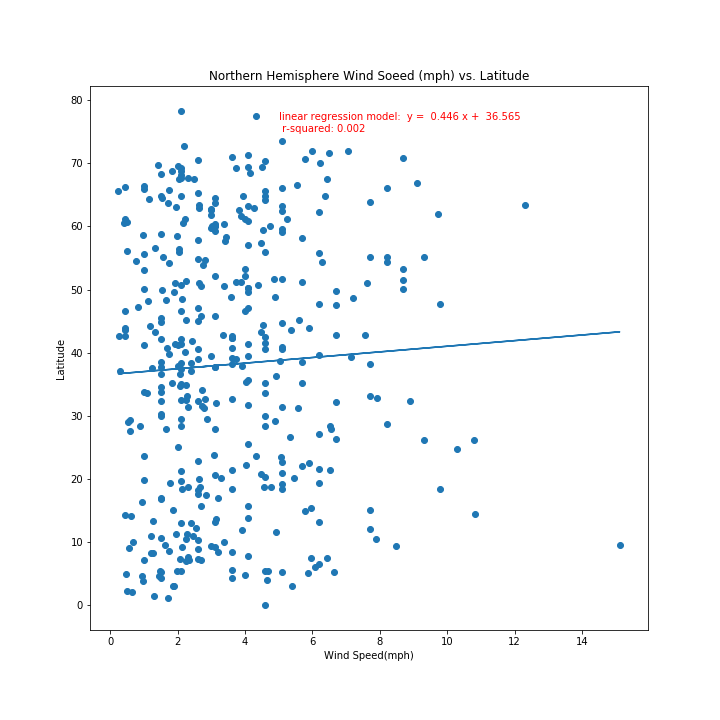 Northern Hemisphere Wind Soeed (mph) vs. Latitude
linear regression model:  y =  0.446 x +  36.565
r-squared: 0.002
80
70
60
50
40
30
20
10
0
Latitude
0 2 4 6 8 10 12 14
Wind Speed(mph)